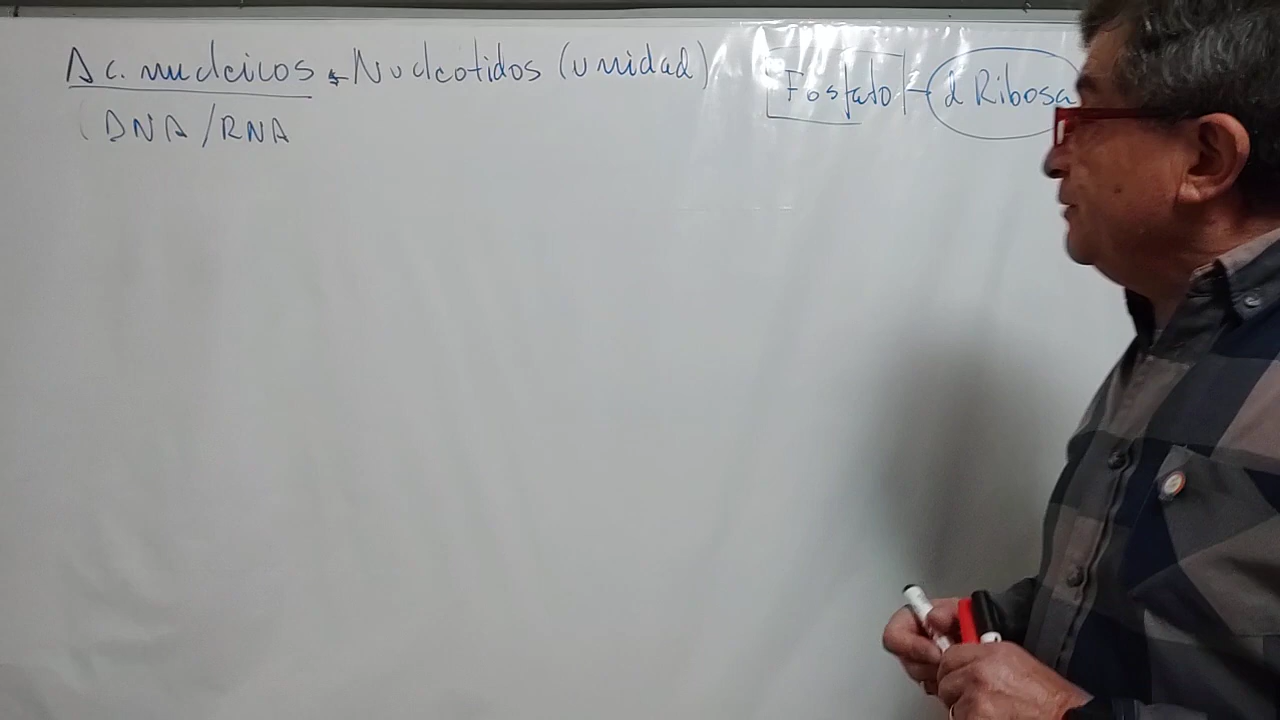 Ac. nucleicos - Nucleotidos (unidad) Fosfato - d Ribosa
DNA/RNA